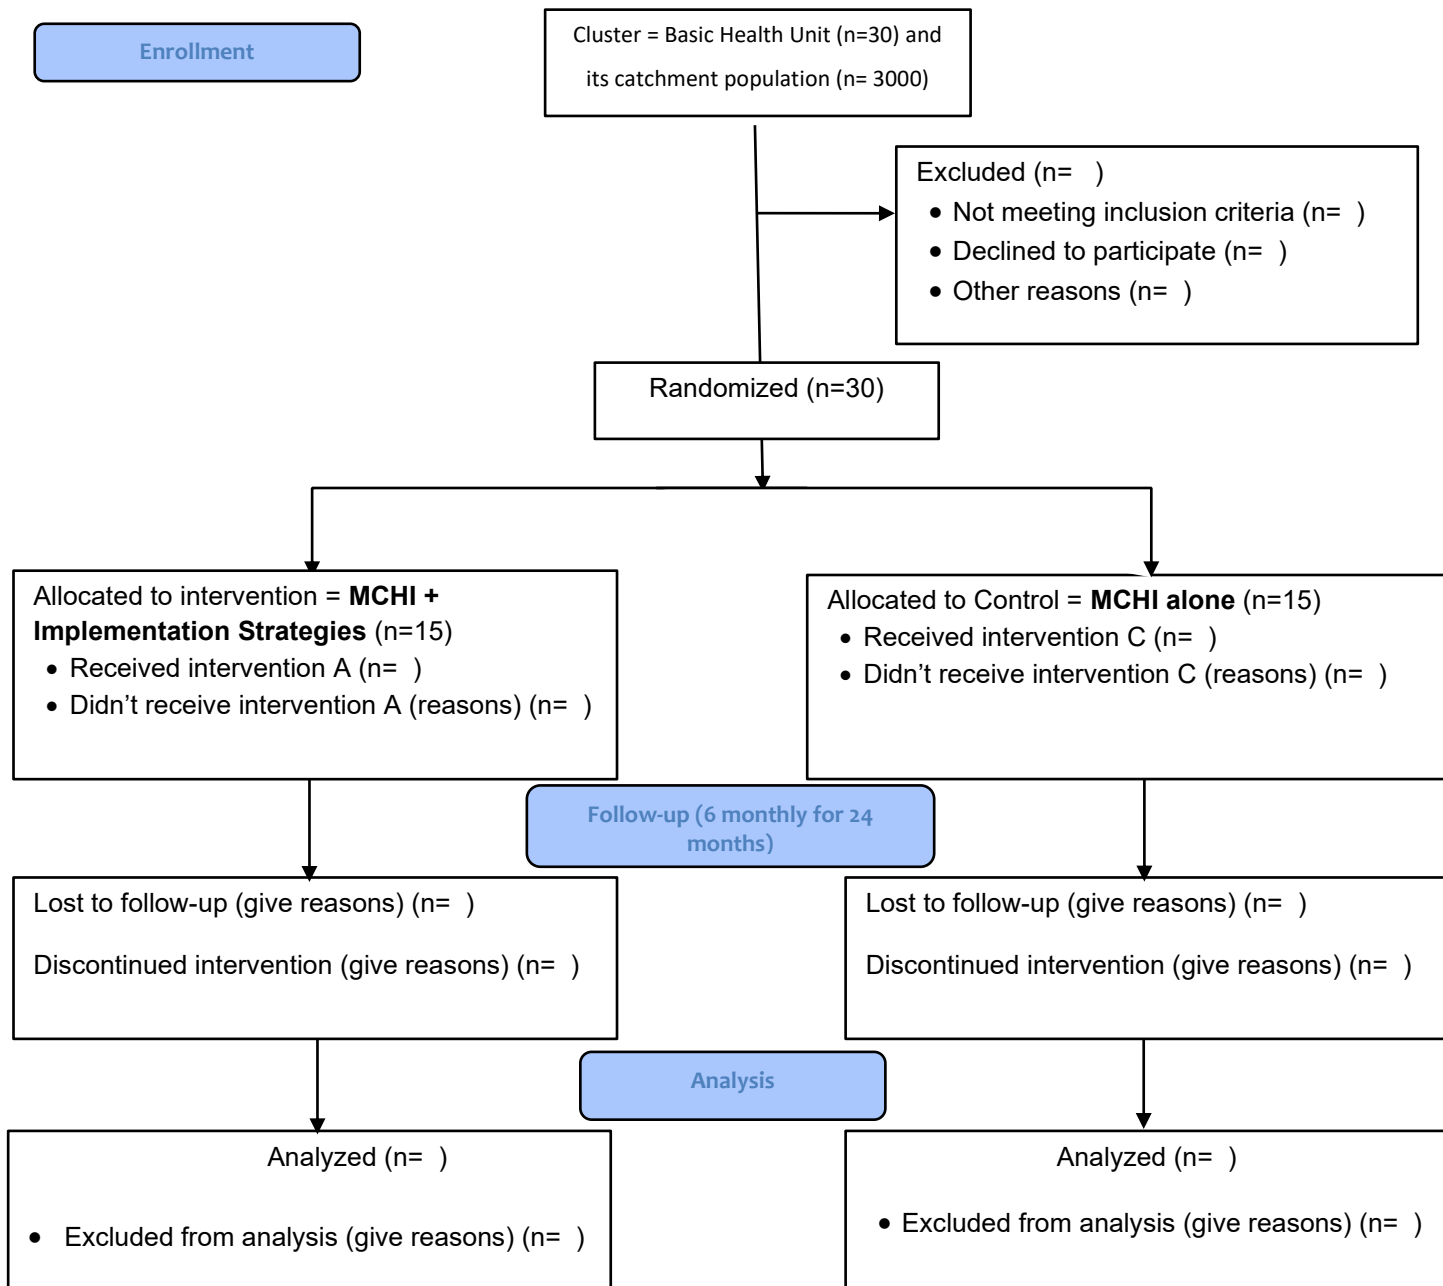 Enrollment
Cluster = Basic Health Unit (n=30) and
its catchment population (n= 3000)
Excluded (n=   )
• Not meeting inclusion criteria (n=  )
• Declined to participate (n=  )
• Other reasons (n=  )
Randomized (n=30)
Allocated to intervention = MCHI +
Implementation Strategies (n=15)
• Received intervention A (n=  )
• Didn’t receive intervention A (reasons) (n=  )
Allocated to Control = MCHI alone (n=15)
• Received intervention C (n=  )
• Didn’t receive intervention C (reasons) (n=  )
Follow-up (6 monthly for 24
months)
Lost to follow-up (give reasons) (n=  )
Discontinued intervention (give reasons) (n=  )
Lost to follow-up (give reasons) (n=  )
Discontinued intervention (give reasons) (n=  )
Analysis
Analyzed (n=  )
• Excluded from analysis (give reasons) (n=  )
Analyzed (n=  )
• Excluded from analysis (give reasons) (n=  )